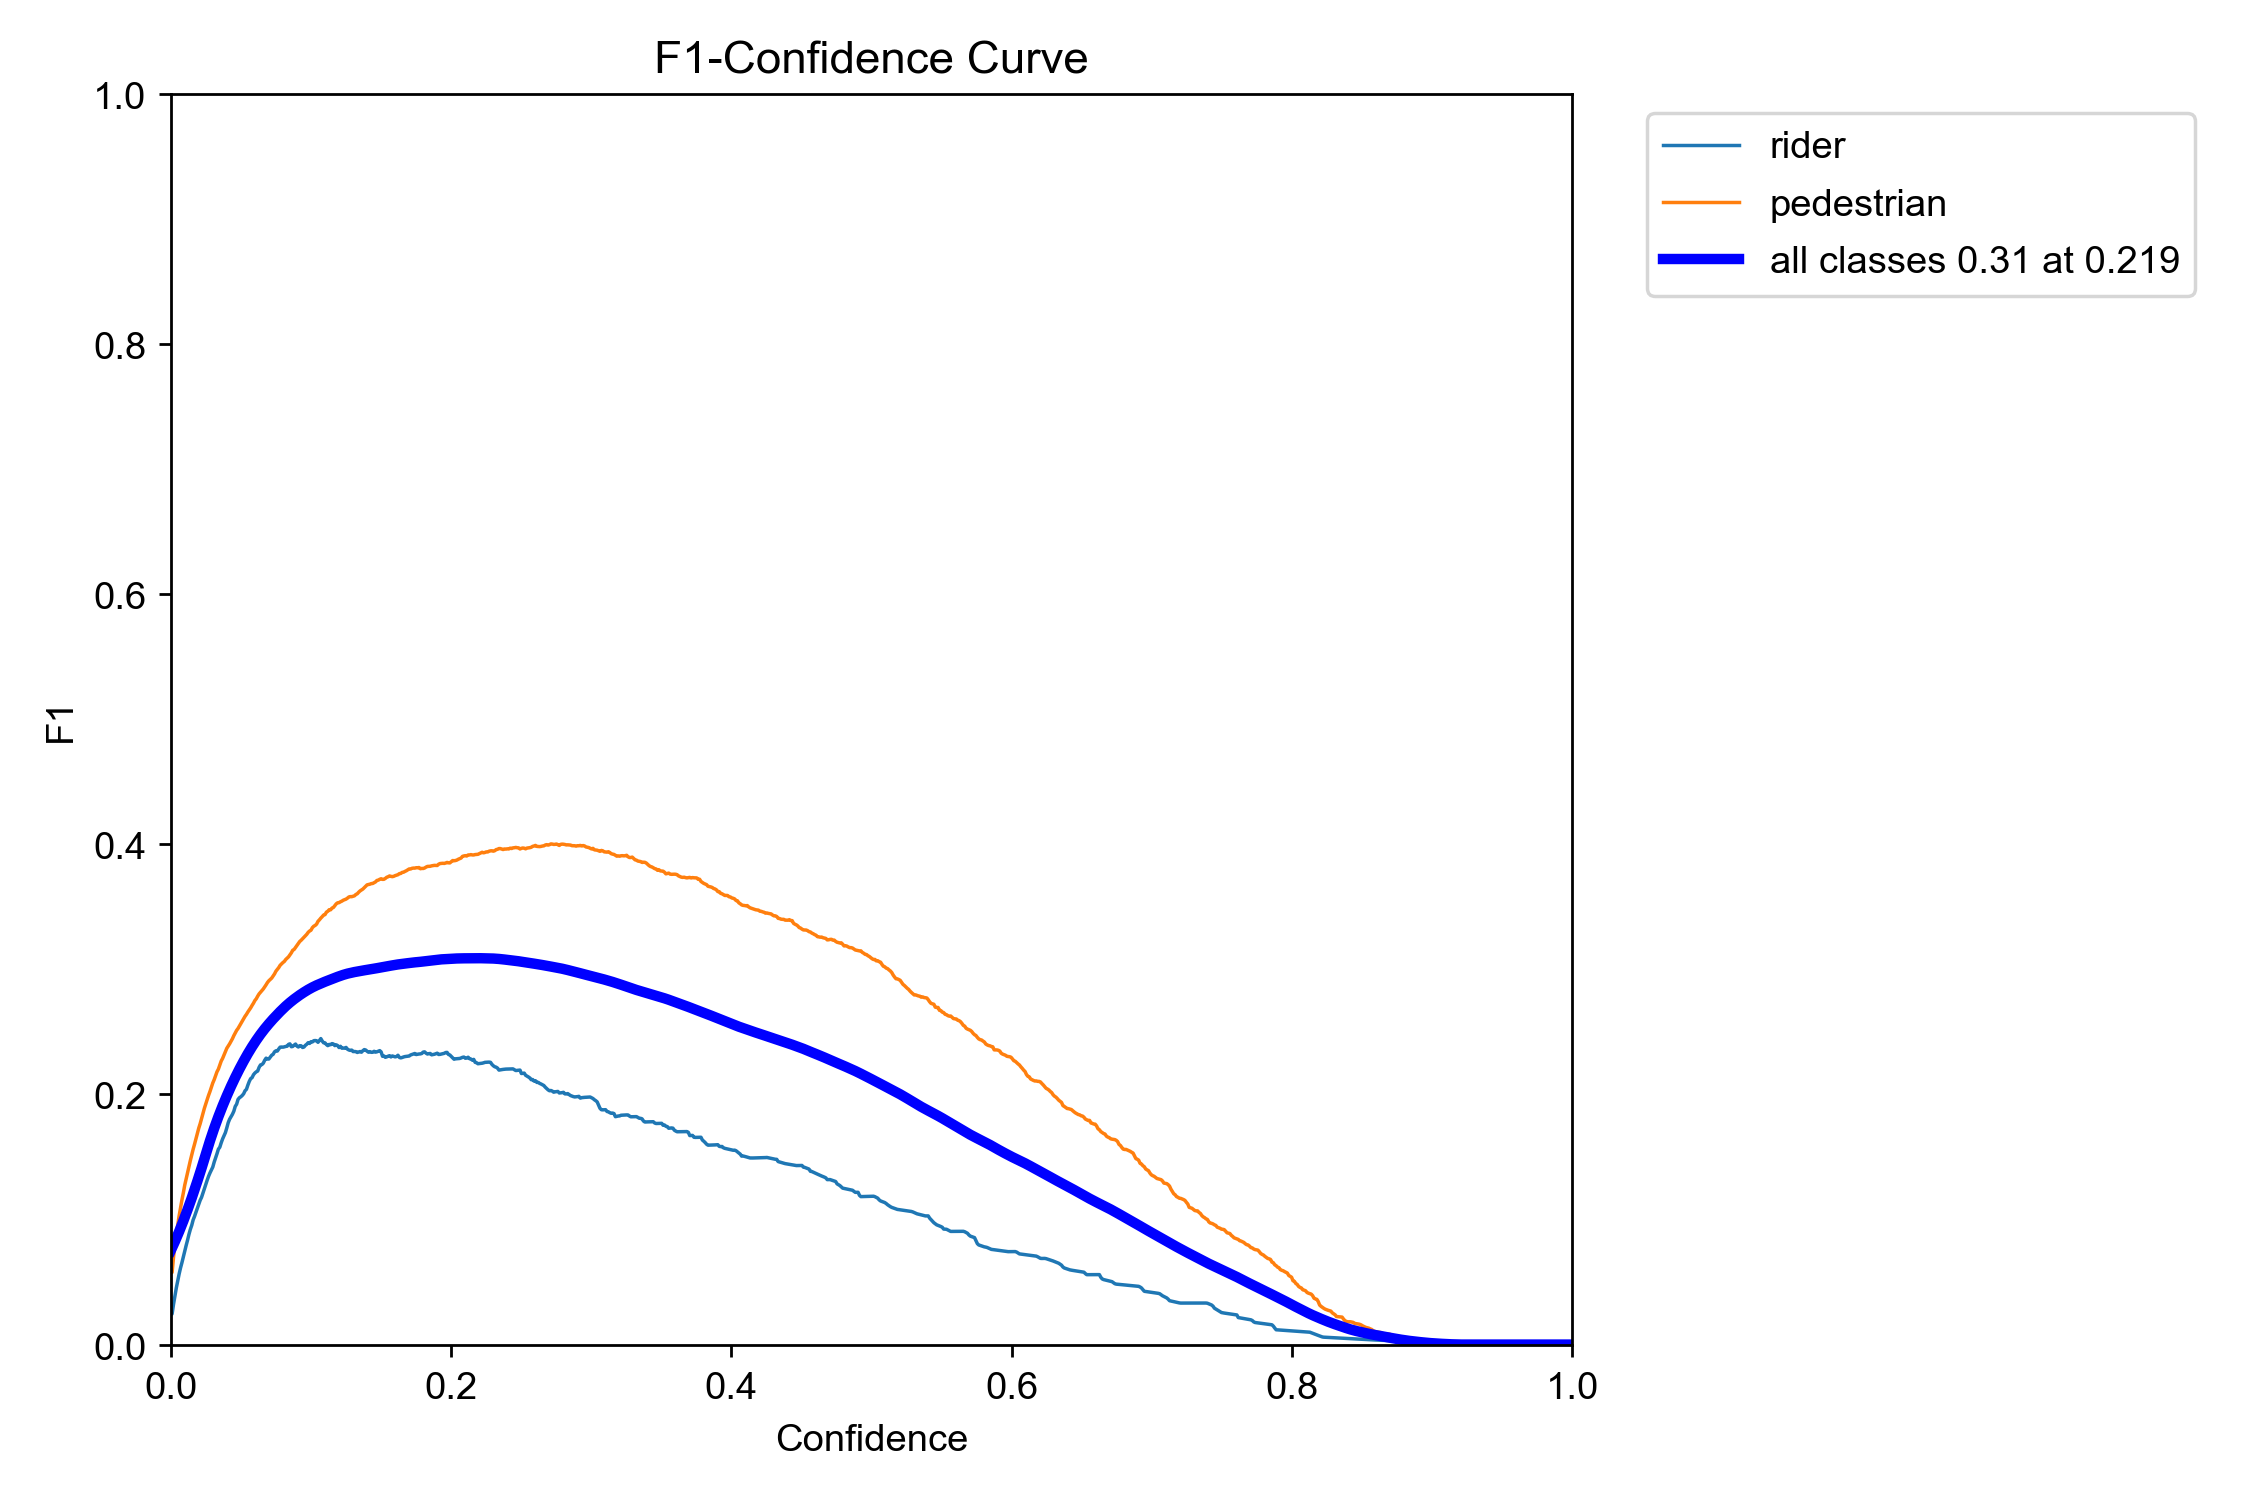 F1-Confidence Curve
rider
pedestrian
all classes 0.31 at 0.219
1.0
0.8
0.6
0.4
0.2
0.0
F1
0.0 0.2 0.4 0.6 0.8 1.0
Confidence